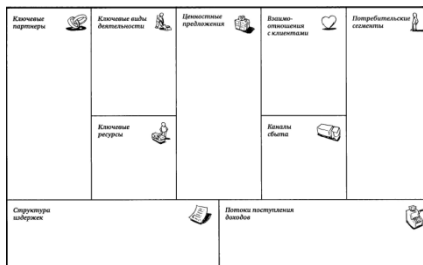 Ключевые
партнеры
Ключевые виды
деятельности
Ценностные
предложения
Взаимо-
отношения
с клиентами
Потребительские
сегменты
Ключевые
ресурсы
Каналы
сбыта
Структура
издержек
Потоки поступления
доходов